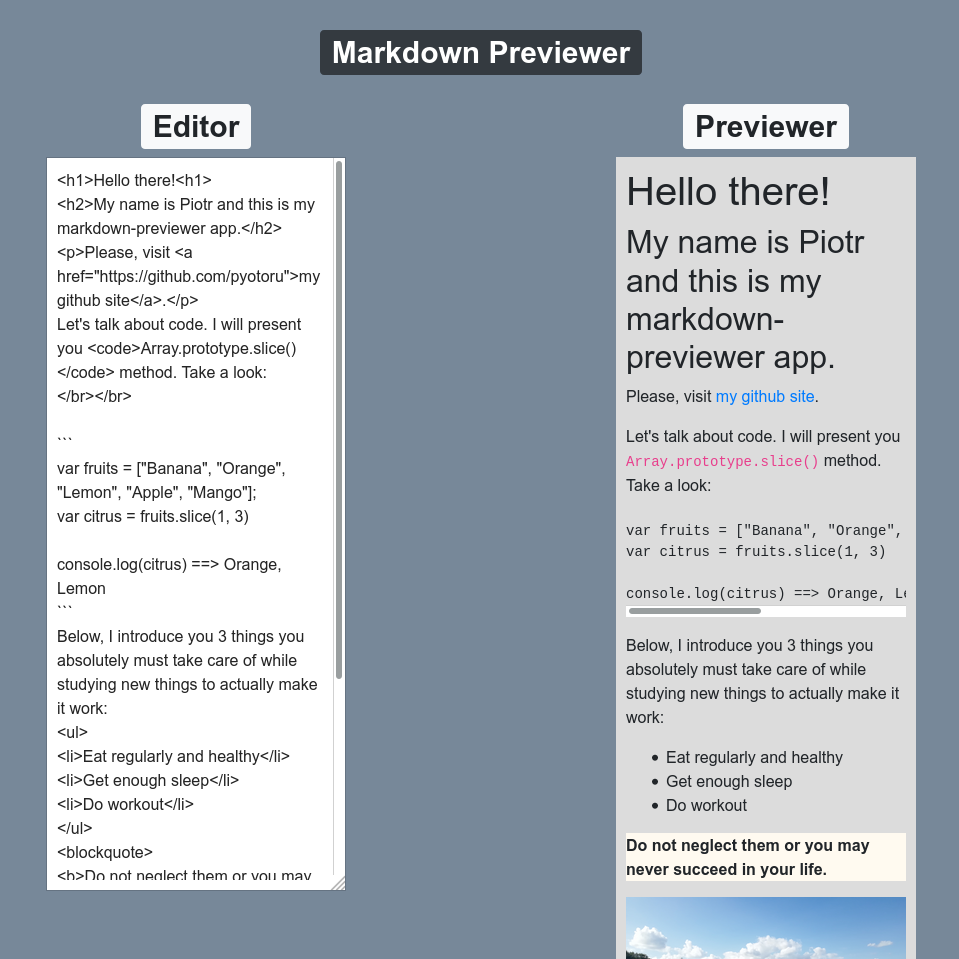 Markdown Previewer
Editor
<h1>Hello there!<h1>
<h2>My name is Piotr and this is my
markdown-previewer app.</h2>
<p>Please, visit <a
href="https://github.com/pyotoru">my
github site</a>.</p>
Let's talk about code. I will present
you <code>Array.prototype.slice()
</code> method. Take a look:
</br></br>
```
var fruits = ["Banana", "Orange",
"Lemon", "Apple", "Mango"];
var citrus = fruits.slice(1, 3)
console.log(citrus) ==> Orange,
Lemon
```
Below, I introduce you 3 things you
absolutely must take care of while
studying new things to actually make
it work:
<ul>
<li>Eat regularly and healthy</li>
<li>Get enough sleep</li>
<li>Do workout</li>
</ul>
<blockquote>
<b>Do not neglect them or you may
Previewer
Hello there!
My name is Piotr
and this is my
markdown-
previewer app.
Please, visit my github site.
Let's talk about code. I will present you
Array.prototype.slice() method.
Take a look:
var fruits = ["Banana", "Orange",
var citrus = fruits.slice(1, 3)
console.log(citrus) ==> Orange, Le
Below, I introduce you 3 things you
absolutely must take care of while
studying new things to actually make it
work:
• Eat regularly and healthy
• Get enough sleep
• Do workout
Do not neglect them or you may
never succeed in your life.